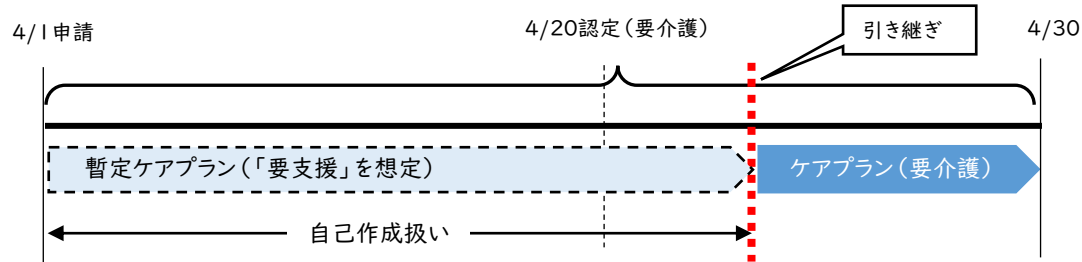 4/1申請
4/20認定（要介護）
引き継ぎ
4/30
暫定ケアプラン（「要支援」を想定）
ケアプラン（要介護）
自己作成扱い